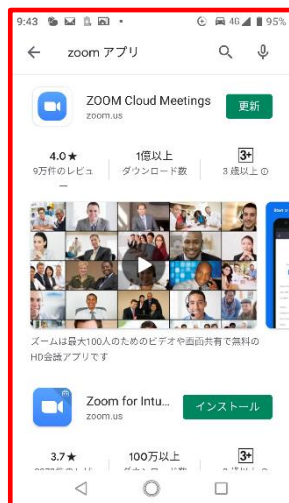 9:43 46 95%
zoom アプリ
ZOOM Cloud Meetings
zoom.us
更新
4.0★ 1億以上 3+
9万件のレビュ ダウンロード数 3 歳以上
ー
ズームは最大100人のためのビデオや画面共有で無料の
HD会議アプリです
Zoom for Intu...
zoom.us
インストール
3.7★ 100万以上 3+